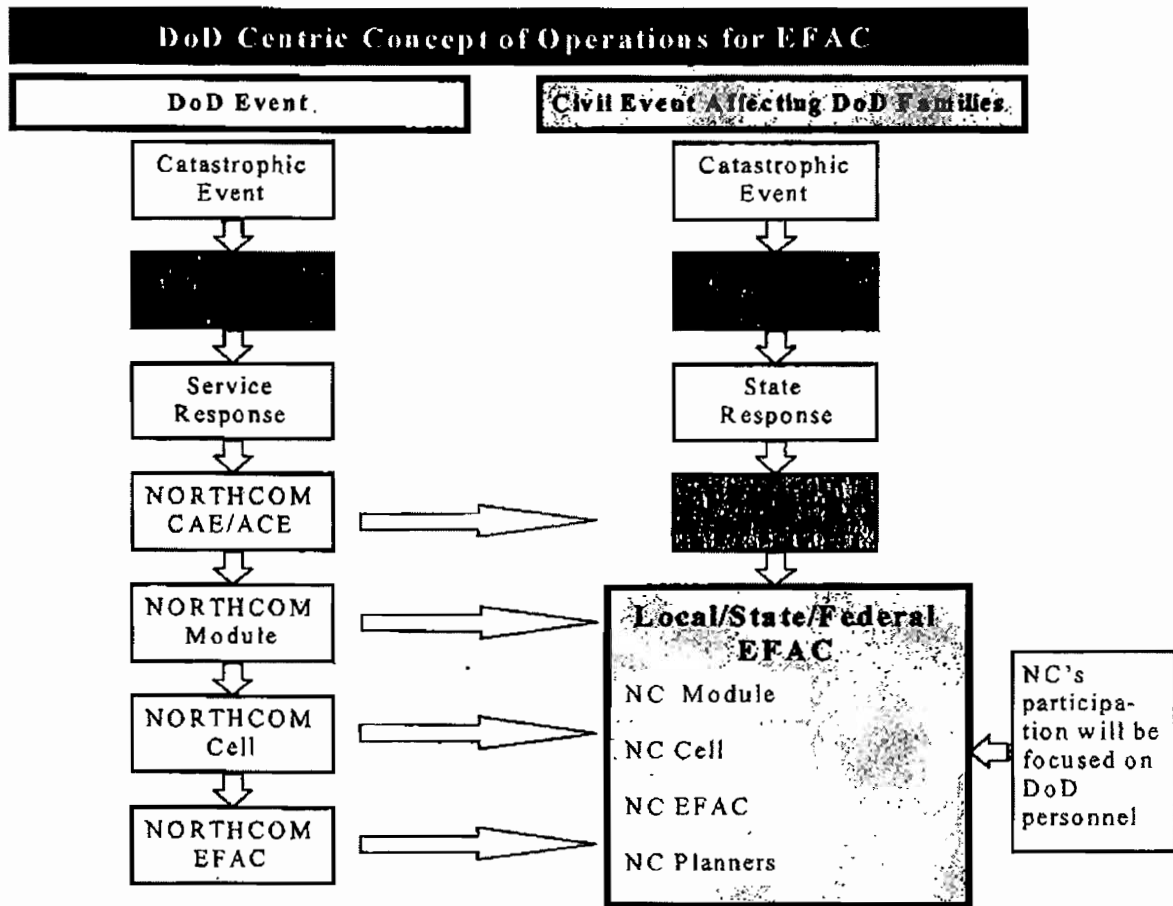 DoD Centric Concept of Operations for EFAC
DoD Event
Catastrophic
Event
Service
Response
NORTHCOM
CAE/ACE
NORTHCOM
Module
NORTHCOM
Cell
NORTHCOM
EFAC
Civil Event Affecting DoD Families
Catastrophic
Event
State
Response
Local/State/Federal
EFAC
NC Module
NC Cell
NC EFAC
NC Planners
NC's
participa-
tion will be
focused on
DoD
personnel